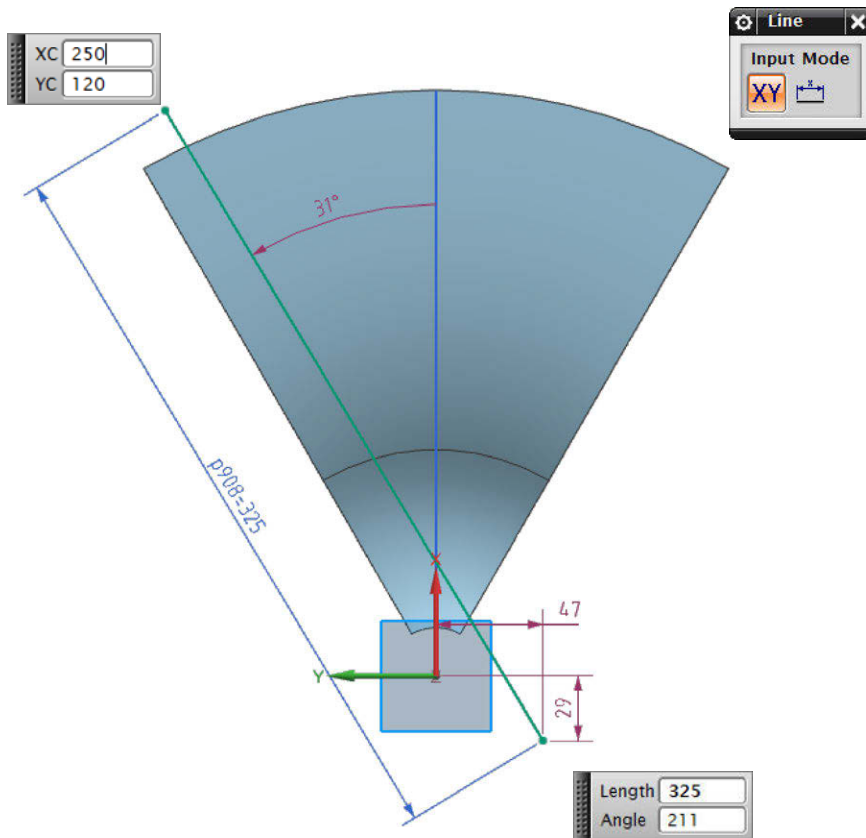 Line
Input Mode
XY
x
XC 250
YC 120
31°
p908=325
X
47
Y
Z
29
Length 325
Angle 211